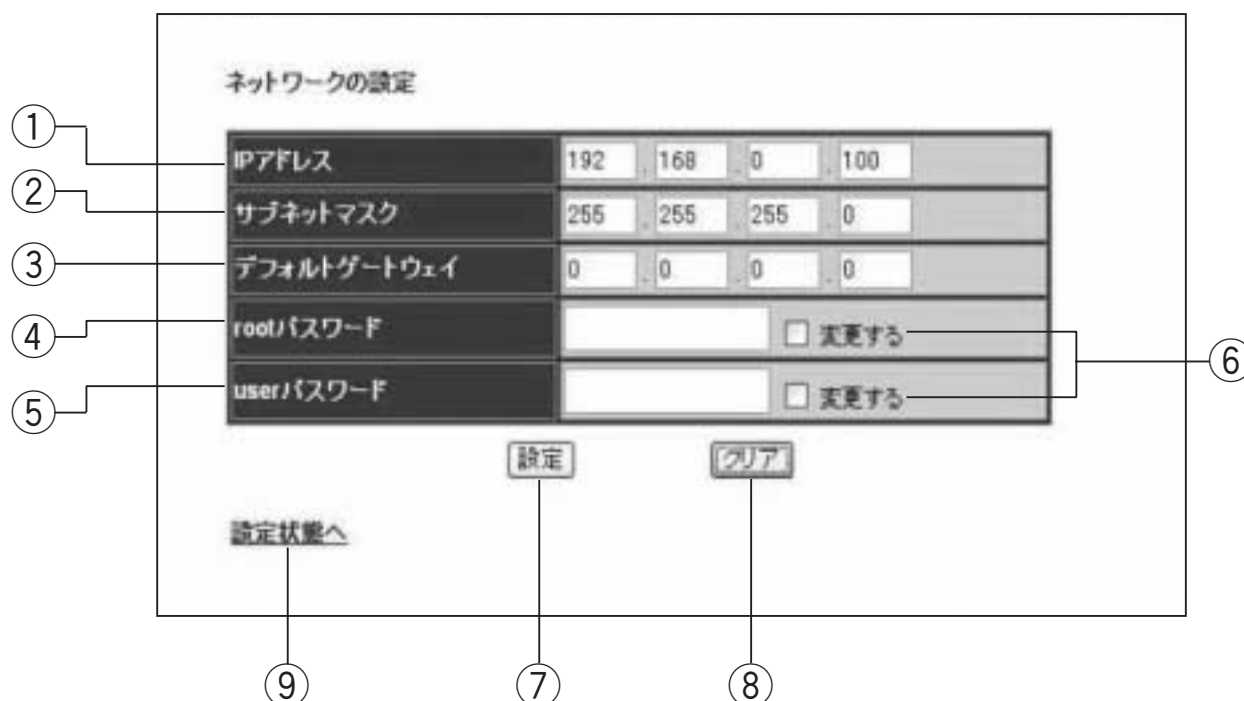 ネットワークの設定
① IPアドレス 192 . 168 . 0 . 100
② サブネットマスク 255 . 255 . 255 . 0
③ デフォルトゲートウェイ 0 . 0 . 0 . 0
④ rootパスワード 変更する
⑥
⑤ userパスワード 変更する
設定 クリア
設定状態へ
⑨ ⑦ ⑧